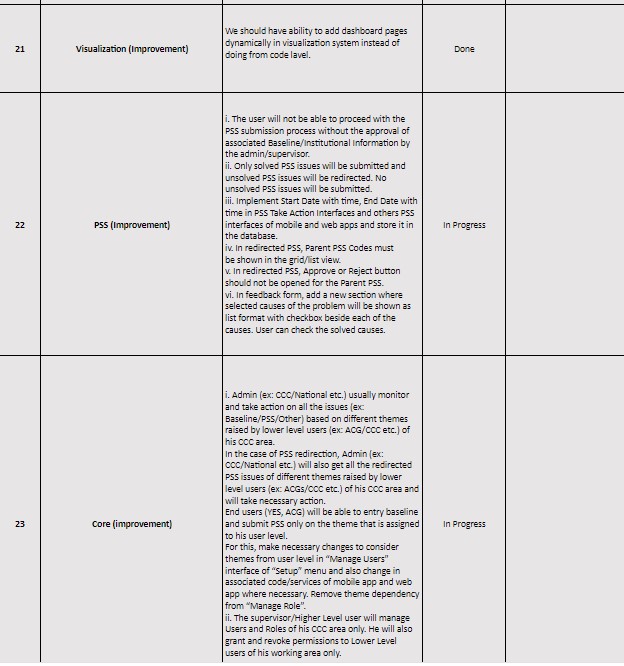 21
Visualization (Improvement)
We should have ability to add dashboard pages
dynamically in visualization system instead of
doing from code lavel.
Done
22
PSS (Improvement)
i. The user will not be able to proceed with the
PSS submission process without the approval of
associated Baseline/Institutional Information by
the admin/supervisor.
ii. Only solved PSS issues will be submitted and
unsolved PSS issues will be redirected. No
unsolved PSS issues will be submitted.
iii. Implement Start Date with time, End Date with
time in PSS Take Action Interfaces and others PSS
interfaces of mobile and web apps and store it in
the database.
iv. In redirected PSS, Parent PSS Codes must
be shown in the grid/list view.
v. In redirected PSS, Approve or Reject button
should not be opened for the Parent PSS.
vi. In feedback form, add a new section where
selected causes of the problem will be shown as
list format with checkbox beside each of the
causes. User can check the solved causes.
In Progress
23
Core (improvement)
i. Admin (ex: CCC/National etc.) usually monitor
and take action on all the issues (ex:
Baseline/PSS/Other) based on different themes
raised by lower level users (ex: ACG/CCC etc.) of
his CCC area.
In the case of PSS redirection, Admin (ex:
CCC/National etc.) will also get all the redirected
PSS issues of different themes raised by lower
level users (ex: ACGs/CCC etc.) of his CCC area and
will take necessary action.
End users (YES, ACG) will be able to entry baseline
and submit PSS only on the theme that is assigned
to his user level.
For this, make necessary changes to consider
themes from user level in "Manage Users"
interface of "Setup" menu and also change in
associated code/services of mobile app and web
app where necessary. Remove theme dependency
from "Manage Role".
ii. The supervisor/Higher Level user will manage
Users and Roles of his CCC area only. He will also
grant and revoke permissions to Lower Level
users of his working area only.
In Progress